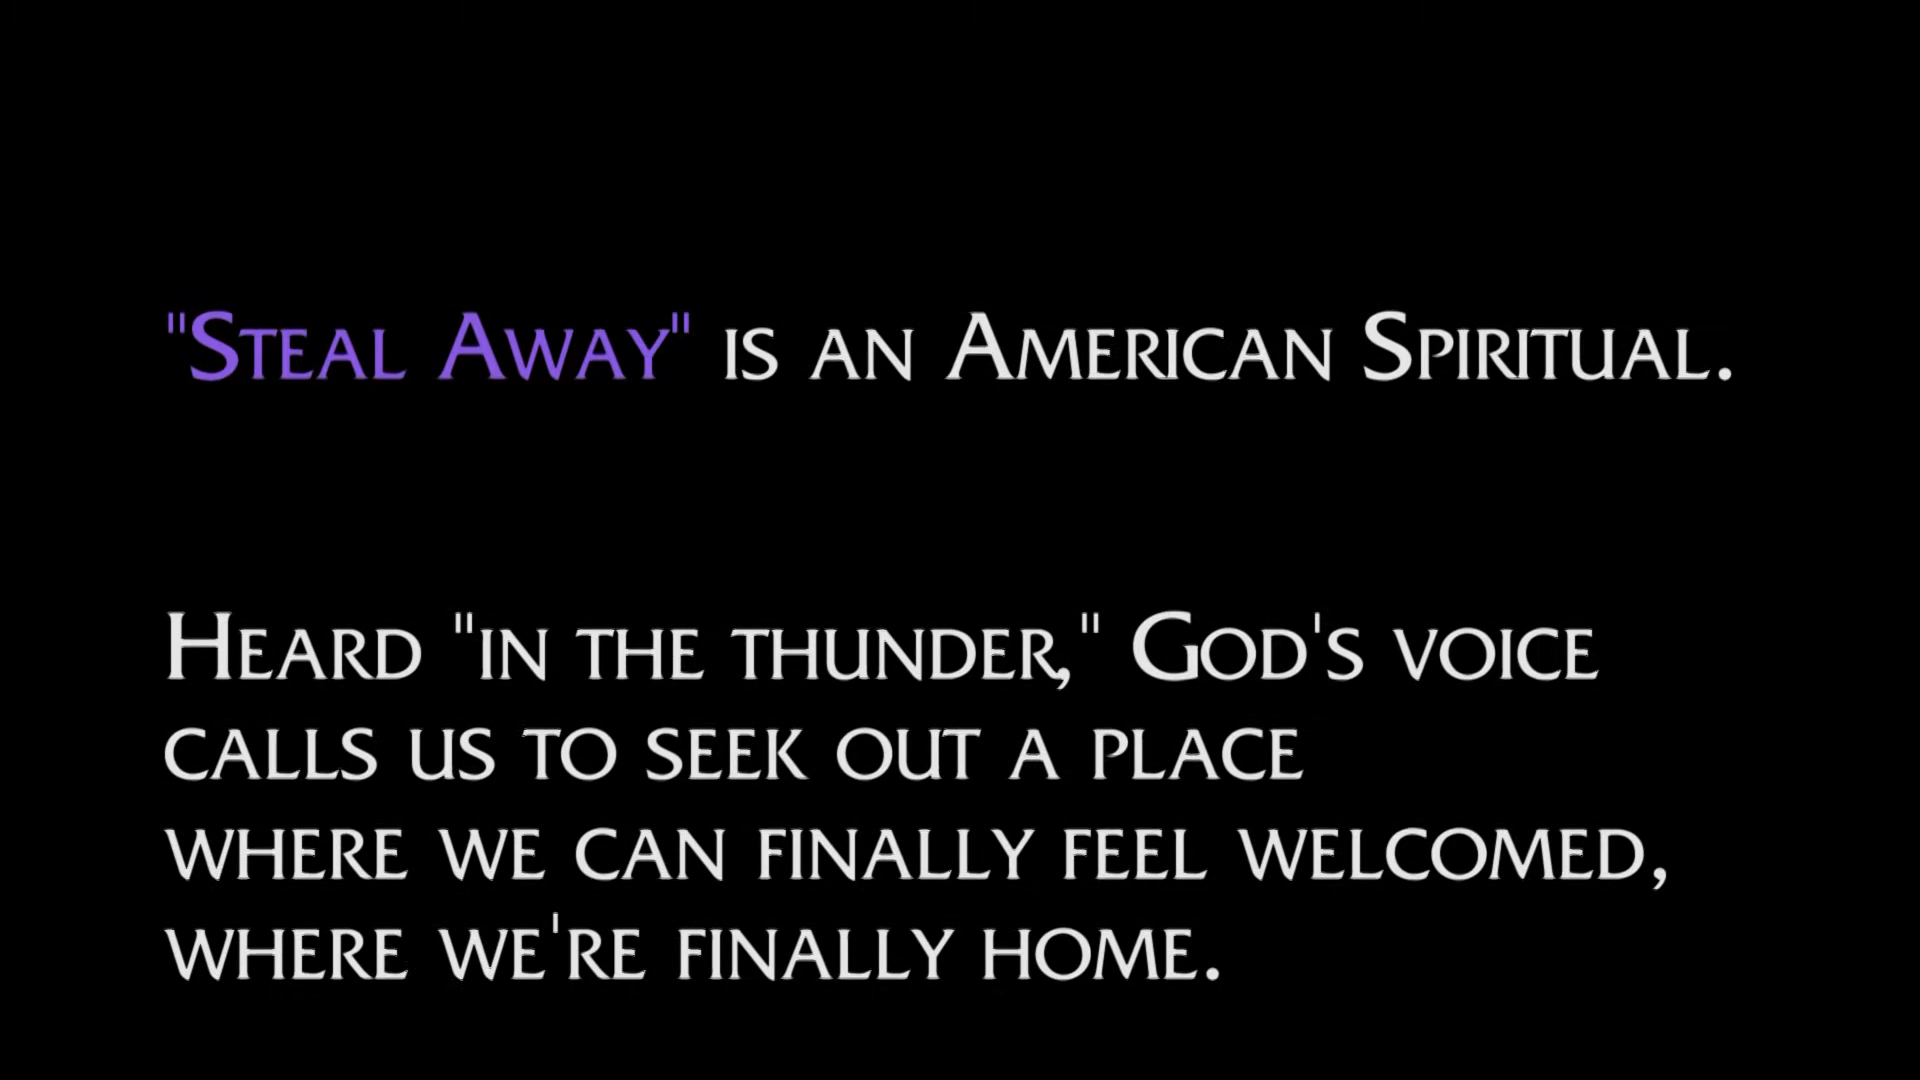 "Steal Away" is an American Spiritual.
Heard "in the thunder," God's voice
calls us to seek out a place
where we can finally feel welcomed,
where we're finally home.